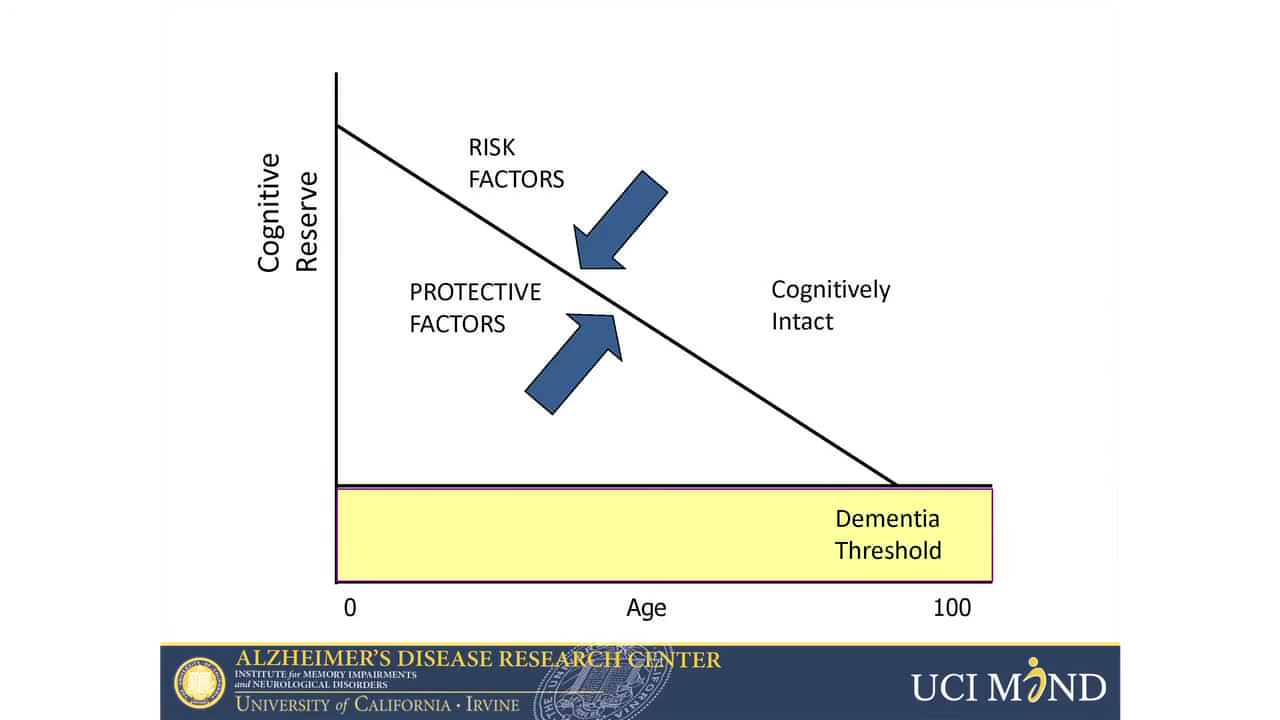 Cognitive
Reserve
RISK
FACTORS
PROTECTIVE
FACTORS
Cognitively
Intact
Dementia
Threshold
0
Age
100
ALZHEIMER'S DISEASE RESEARCH CENTER
INSTITUTE for MEMORY IMPAIRMENTS
and NEUROLOGICAL DISORDERS
UNIVERSITY of CALIFORNIA · IRVINE
UCI MIND